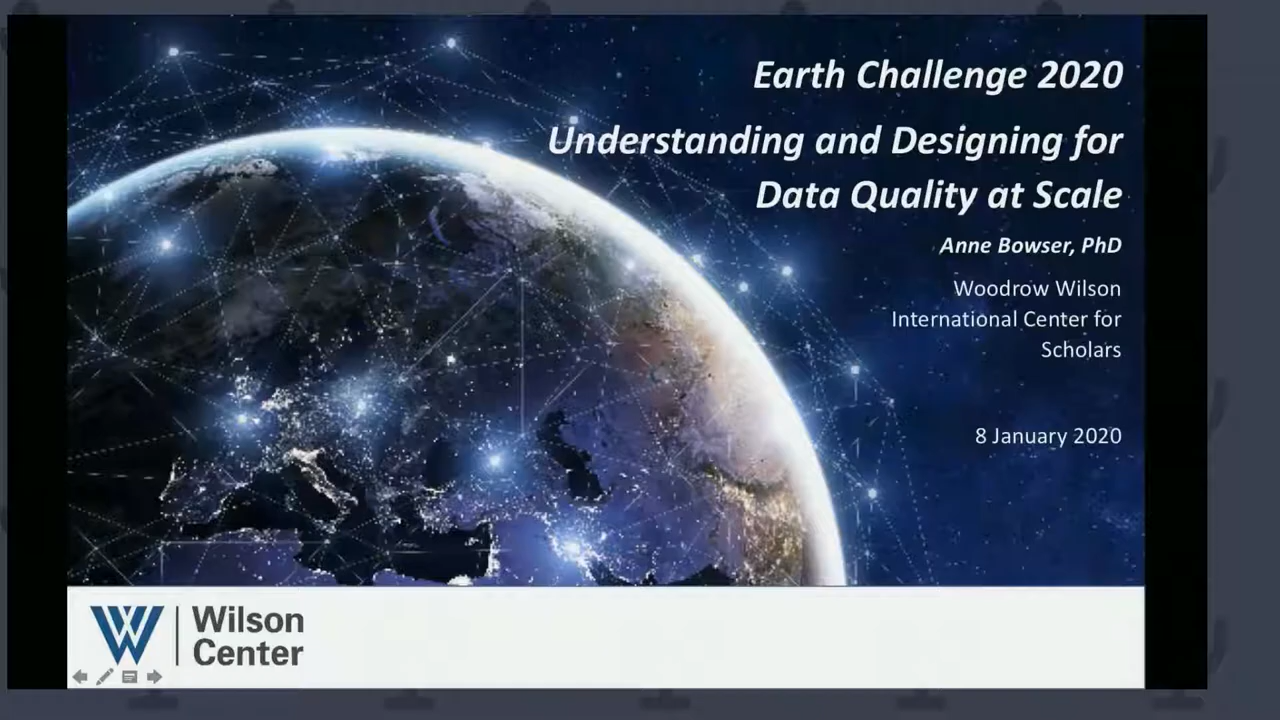 Earth Challenge 2020
Understanding and Designing for
Data Quality at Scale
Anne Bowser, PhD
Woodrow Wilson
International Center for
Scholars
8 January 2020
Wilson
Center